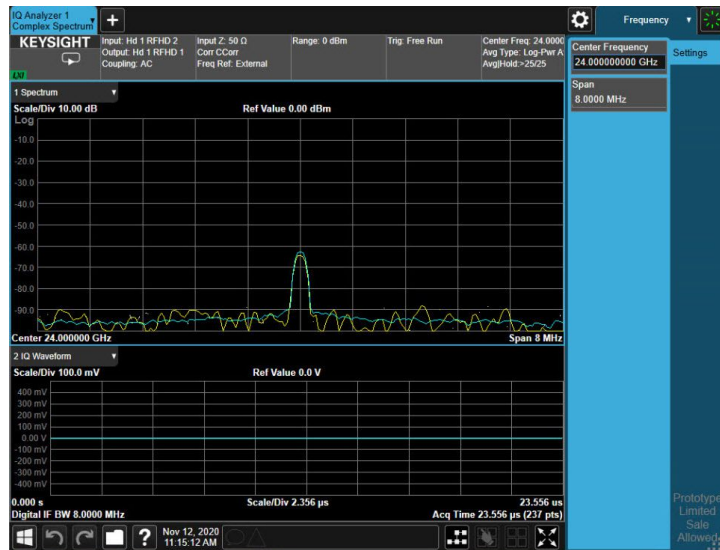 IQ Analyzer 1
Complex Spectrum
+
Frequency
KEYSIGHT
LXI
Input: Hd 1 RFHD 2
Output: Hd 1 RFHD 1
Coupling: AC
Input Z: 50 Ω
Corr CCorr
Freq Ref: External
Range: 0 dBm
Trig: Free Run
Center Freq: 24.0000
Avg Type: Log-Pwr A
Avg|Hold:>25/25
Center Frequency
24.000000000 GHz
Settings
Span
8.0000 MHz
1 Spectrum
Scale/Div 10.00 dB
Ref Value 0.00 dBm
Log
-10.0
-20.0
-30.0
-40.0
-50.0
-60.0
-70.0
-80.0
-90.0
Center 24.000000 GHz
Span 8 MHz
2 IQ Waveform
Scale/Div 100.0 mV
Ref Value 0.0 V
400 mV
300 mV
200 mV
100 mV
0.00 V
-100 mV
-200 mV
-300 mV
-400 mV
0.000 s
Scale/Div 2.356 µs
23.556 us
Digital IF BW 8.0000 MHz
Acq Time 23.556 µs (237 pts)
?
Nov 12, 2020
11:15:12 AM
Prototype
Limited
Sale
Allowed